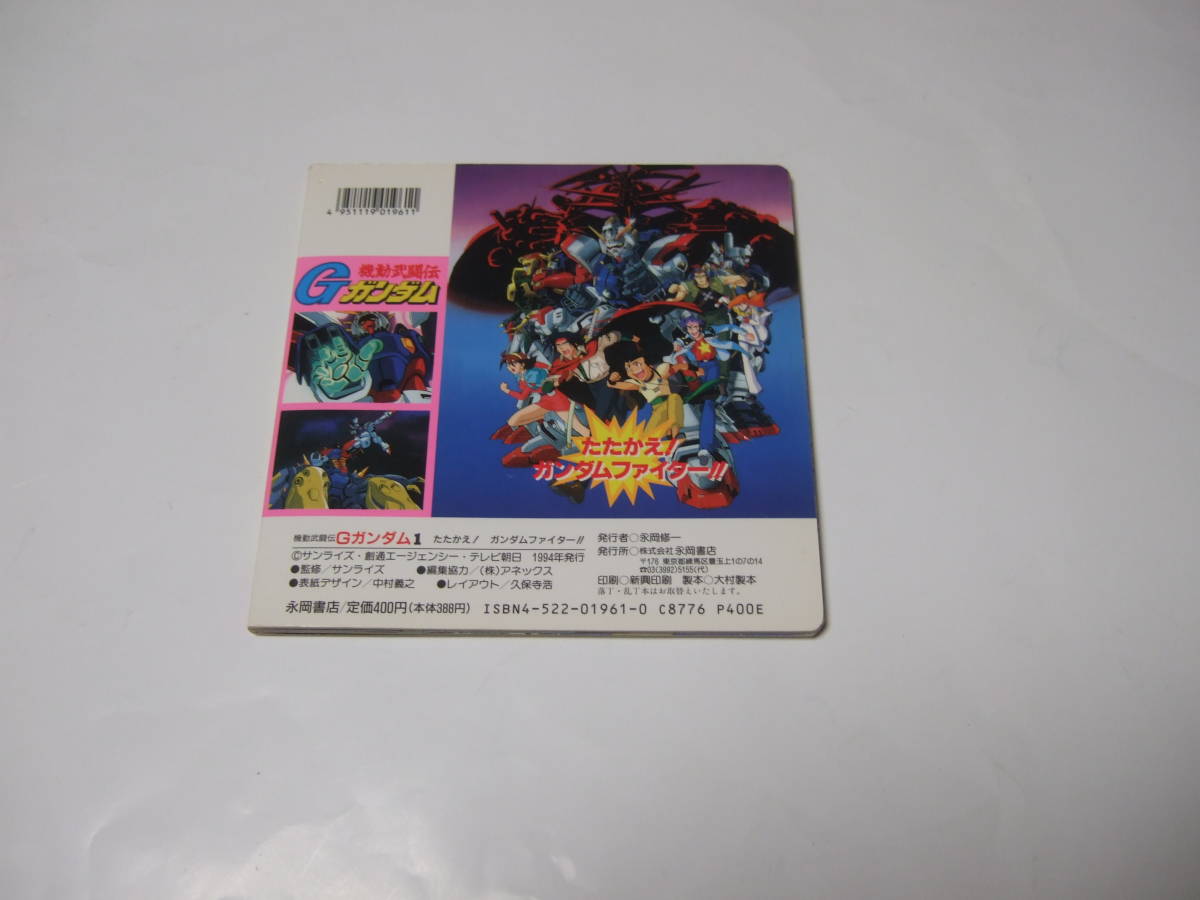 4 951119 019611
機動武闘伝
Gガンダム
たたかえ!
ガンダムファイター!!
機動武闘伝Gガンダム1 たたかえ! ガンダムファイター!!
©サンライズ・創通エージェンシー・テレビ朝日 1994年発行
●監修/サンライズ ●編集協力/(株)アネックス
●表紙デザイン/中村義之 ●レイアウト/久保寺浩
発行者○永岡修一
発行所○株式会社永岡書店
〒176 東京都練馬区豊玉上1の7の14
☎03(3992)5155(代)
印刷○新興印刷 製本○大村製本
落丁・乱丁本はお取替えいたします。
永岡書店/定価400円(本体388円) ISBN4-522-01961-0 C8776 P400E